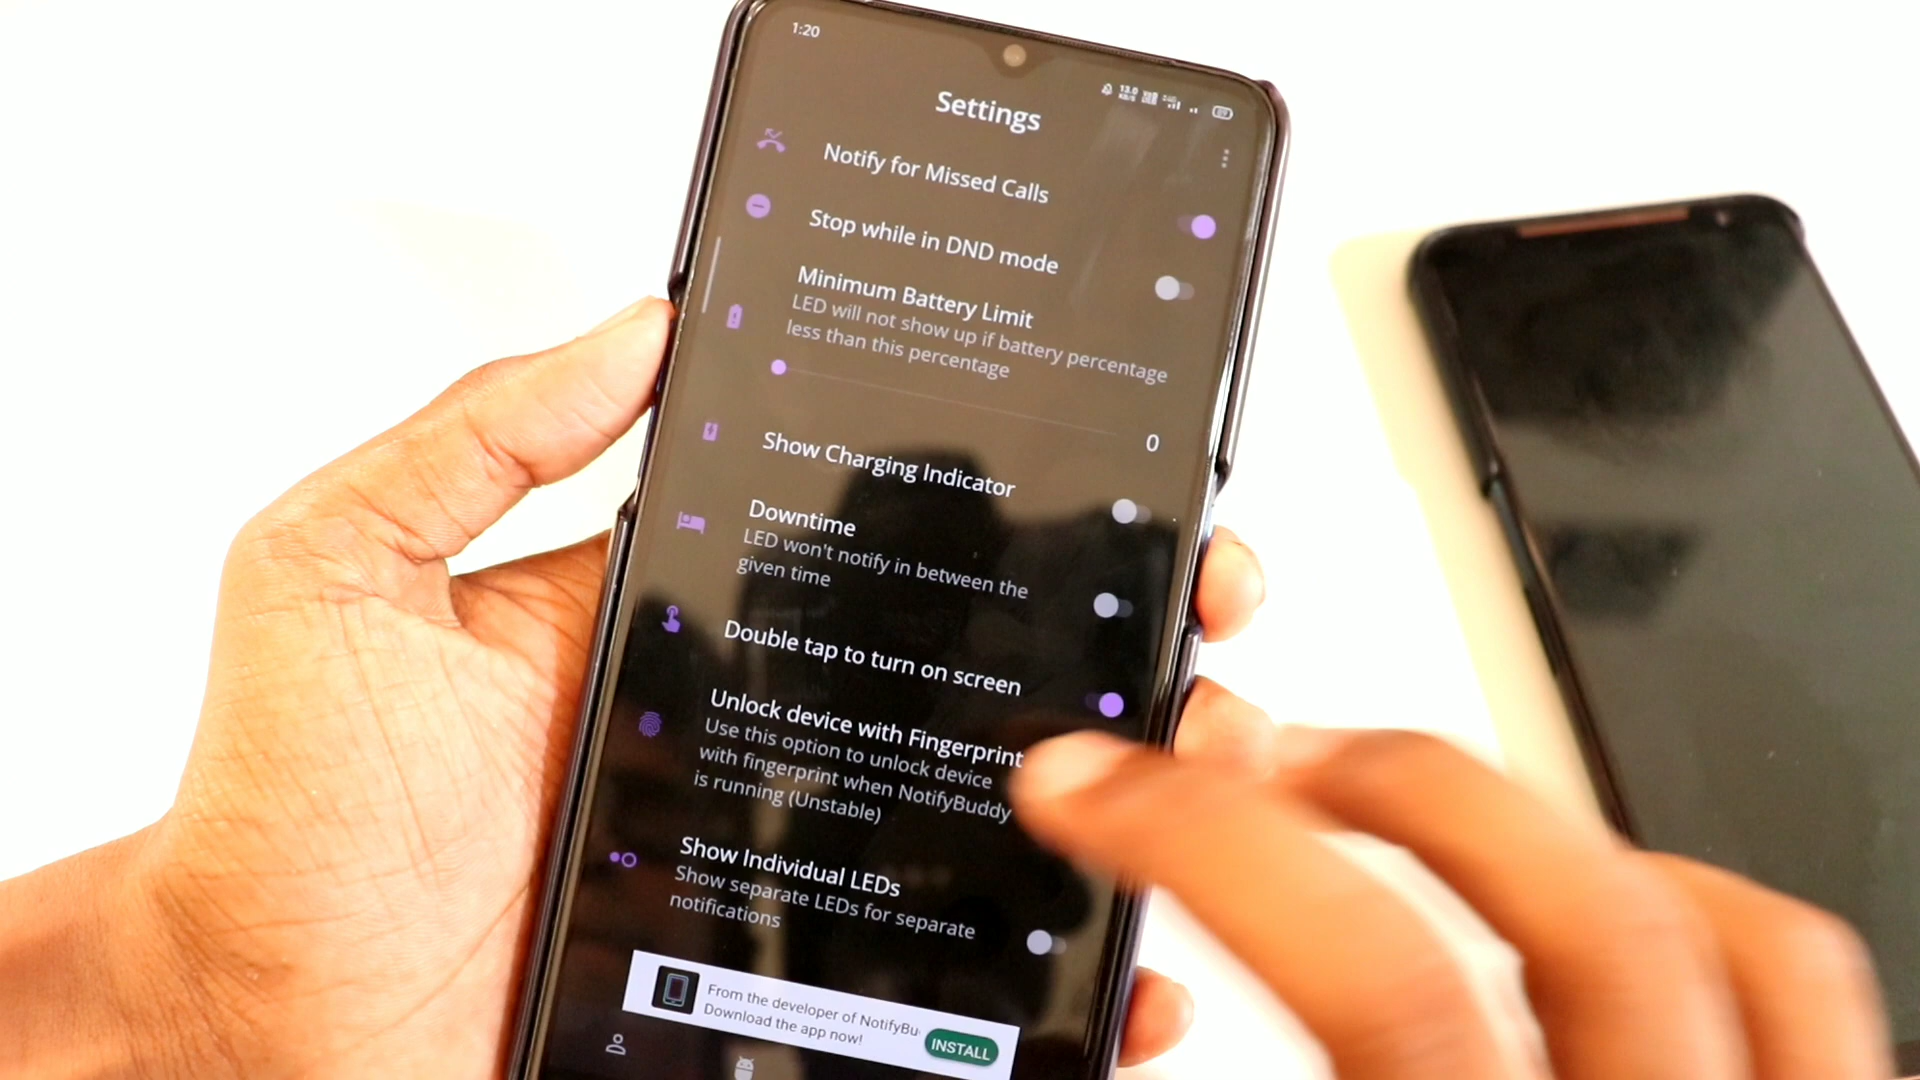 1:20
13.0
KB/S
Settings
Notify for Missed Calls
Stop while in DND mode
Minimum Battery Limit
LED will not show up if battery percentage
less than this percentage
0
Show Charging Indicator
Downtime
LED won't notify in between the
given time
Double tap to turn on screen
Unlock device with Fingerprint
Use this option to unlock device
with fingerprint when NotifyBuddy
is running (Unstable)
Show Individual LEDs
Show separate LEDs for separate
notifications
From the developer of NotifyBu
Download the app now!
INSTALL